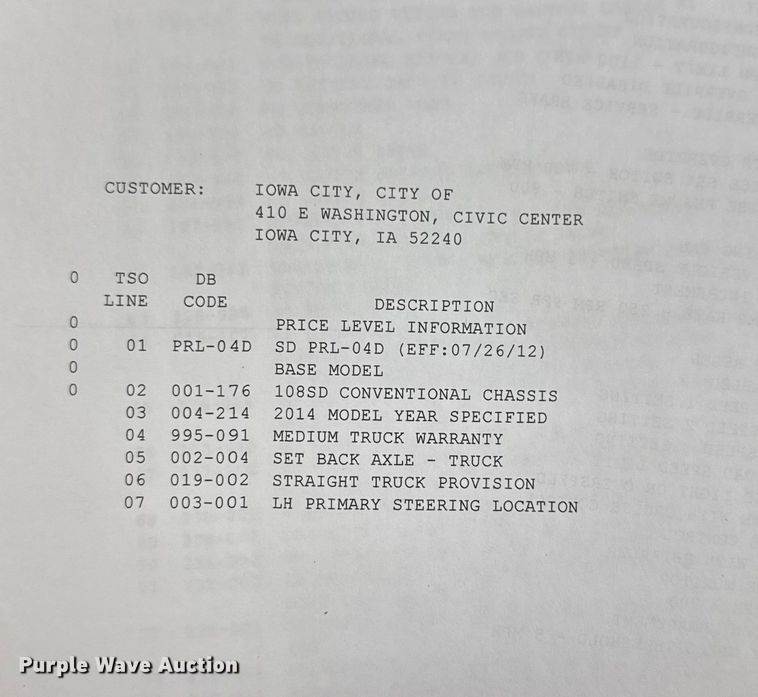 CUSTOMER: IOWA CITY, CITY OF
410 E WASHINGTON, CIVIC CENTER
IOWA CITY, IA 52240
0 TSO DB
LINE CODE DESCRIPTION
0 PRICE LEVEL INFORMATION
0 01 PRL-04D SD PRL-04D (EFF:07/26/12)
0 BASE MODEL
0 02 001-176 108SD CONVENTIONAL CHASSIS
03 004-214 2014 MODEL YEAR SPECIFIED
04 995-091 MEDIUM TRUCK WARRANTY
05 002-004 SET BACK AXLE - TRUCK
06 019-002 STRAIGHT TRUCK PROVISION
07 003-001 LH PRIMARY STEERING LOCATION
Purple Wave Auction